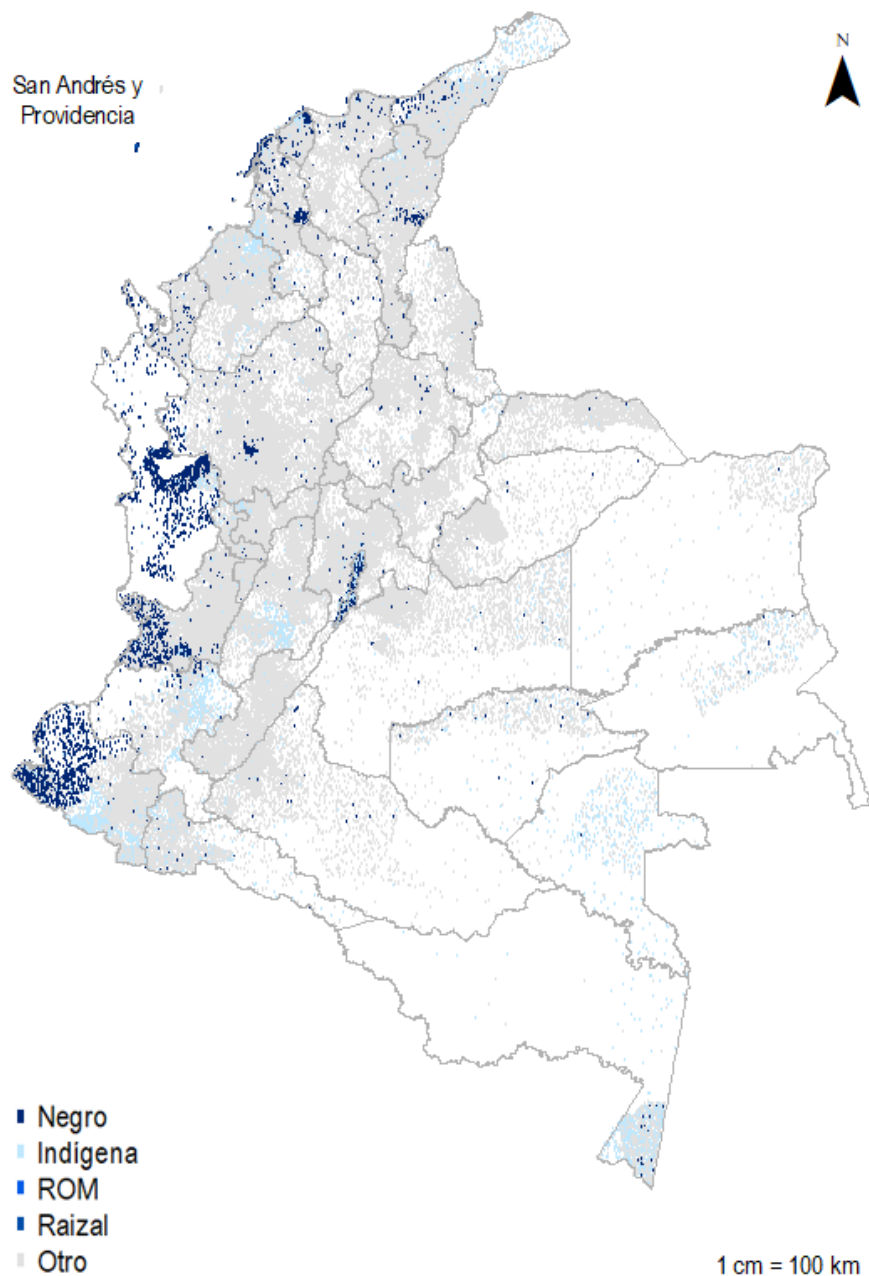 N
San Andrés y
Providencia
Negro
Indígena
ROM
Raizal
Otro
1 cm = 100 km